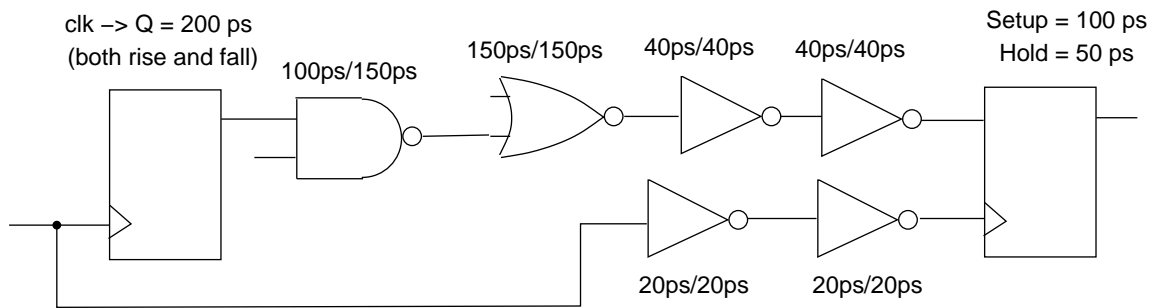 clk −> Q = 200 ps
(both rise and fall)
100ps/150ps
150ps/150ps
40ps/40ps
40ps/40ps
Setup = 100 ps
Hold = 50 ps
20ps/20ps
20ps/20ps